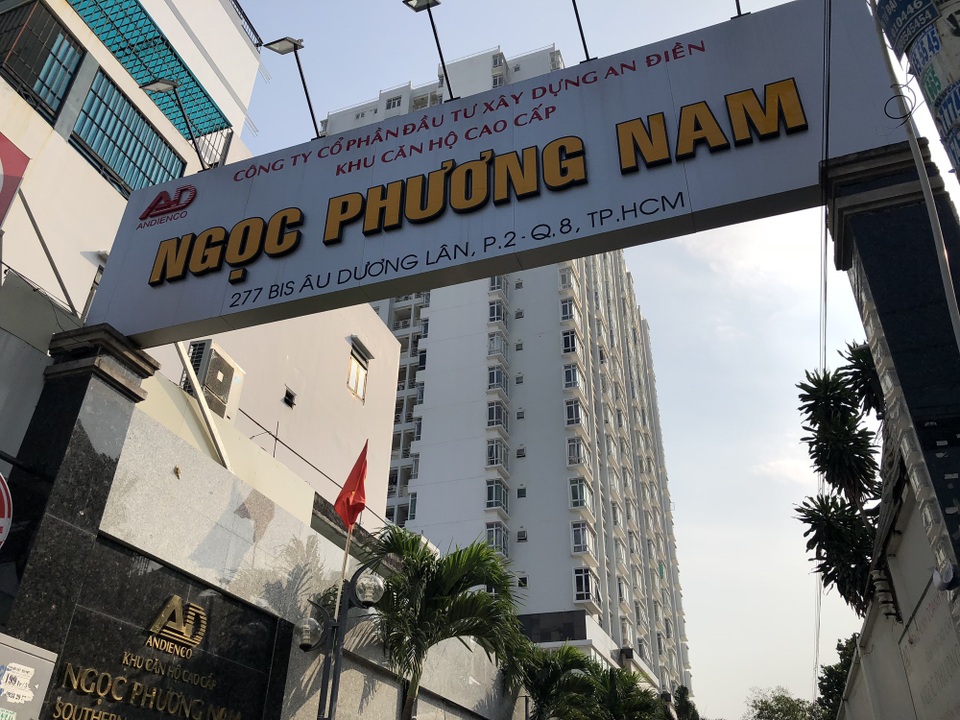 CÔNG TY CỔ PHẦN ĐẦU TƯ XÂY DỰNG AN ĐIỀN
KHU CĂN HỘ CAO CẤP
AD
ANDIENCO
NGỌC PHƯƠNG NAM
277 BIS ÂU DƯƠNG LÂN, P.2 - Q.8, TP.HCM
AD
ANDIENCO
KHU CĂN HỘ CAO CẤP
NGỌC PHƯƠNG NAM
SOUTHERN